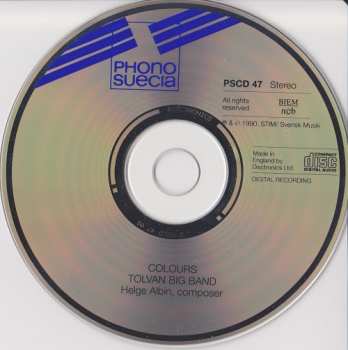 PHONO
SUECIA
PSCD 47 Stereo
All rights
reserved
BIEM
ncb
℗ & © 1990, STIM/ Svensk Musik
Made in
England by
Disctronics Ltd.
COMPACT
disc
DIGITAL AUDIO
DIGITAL RECORDING
COLOURS
TOLVAN BIG BAND
Helge Albin, composer